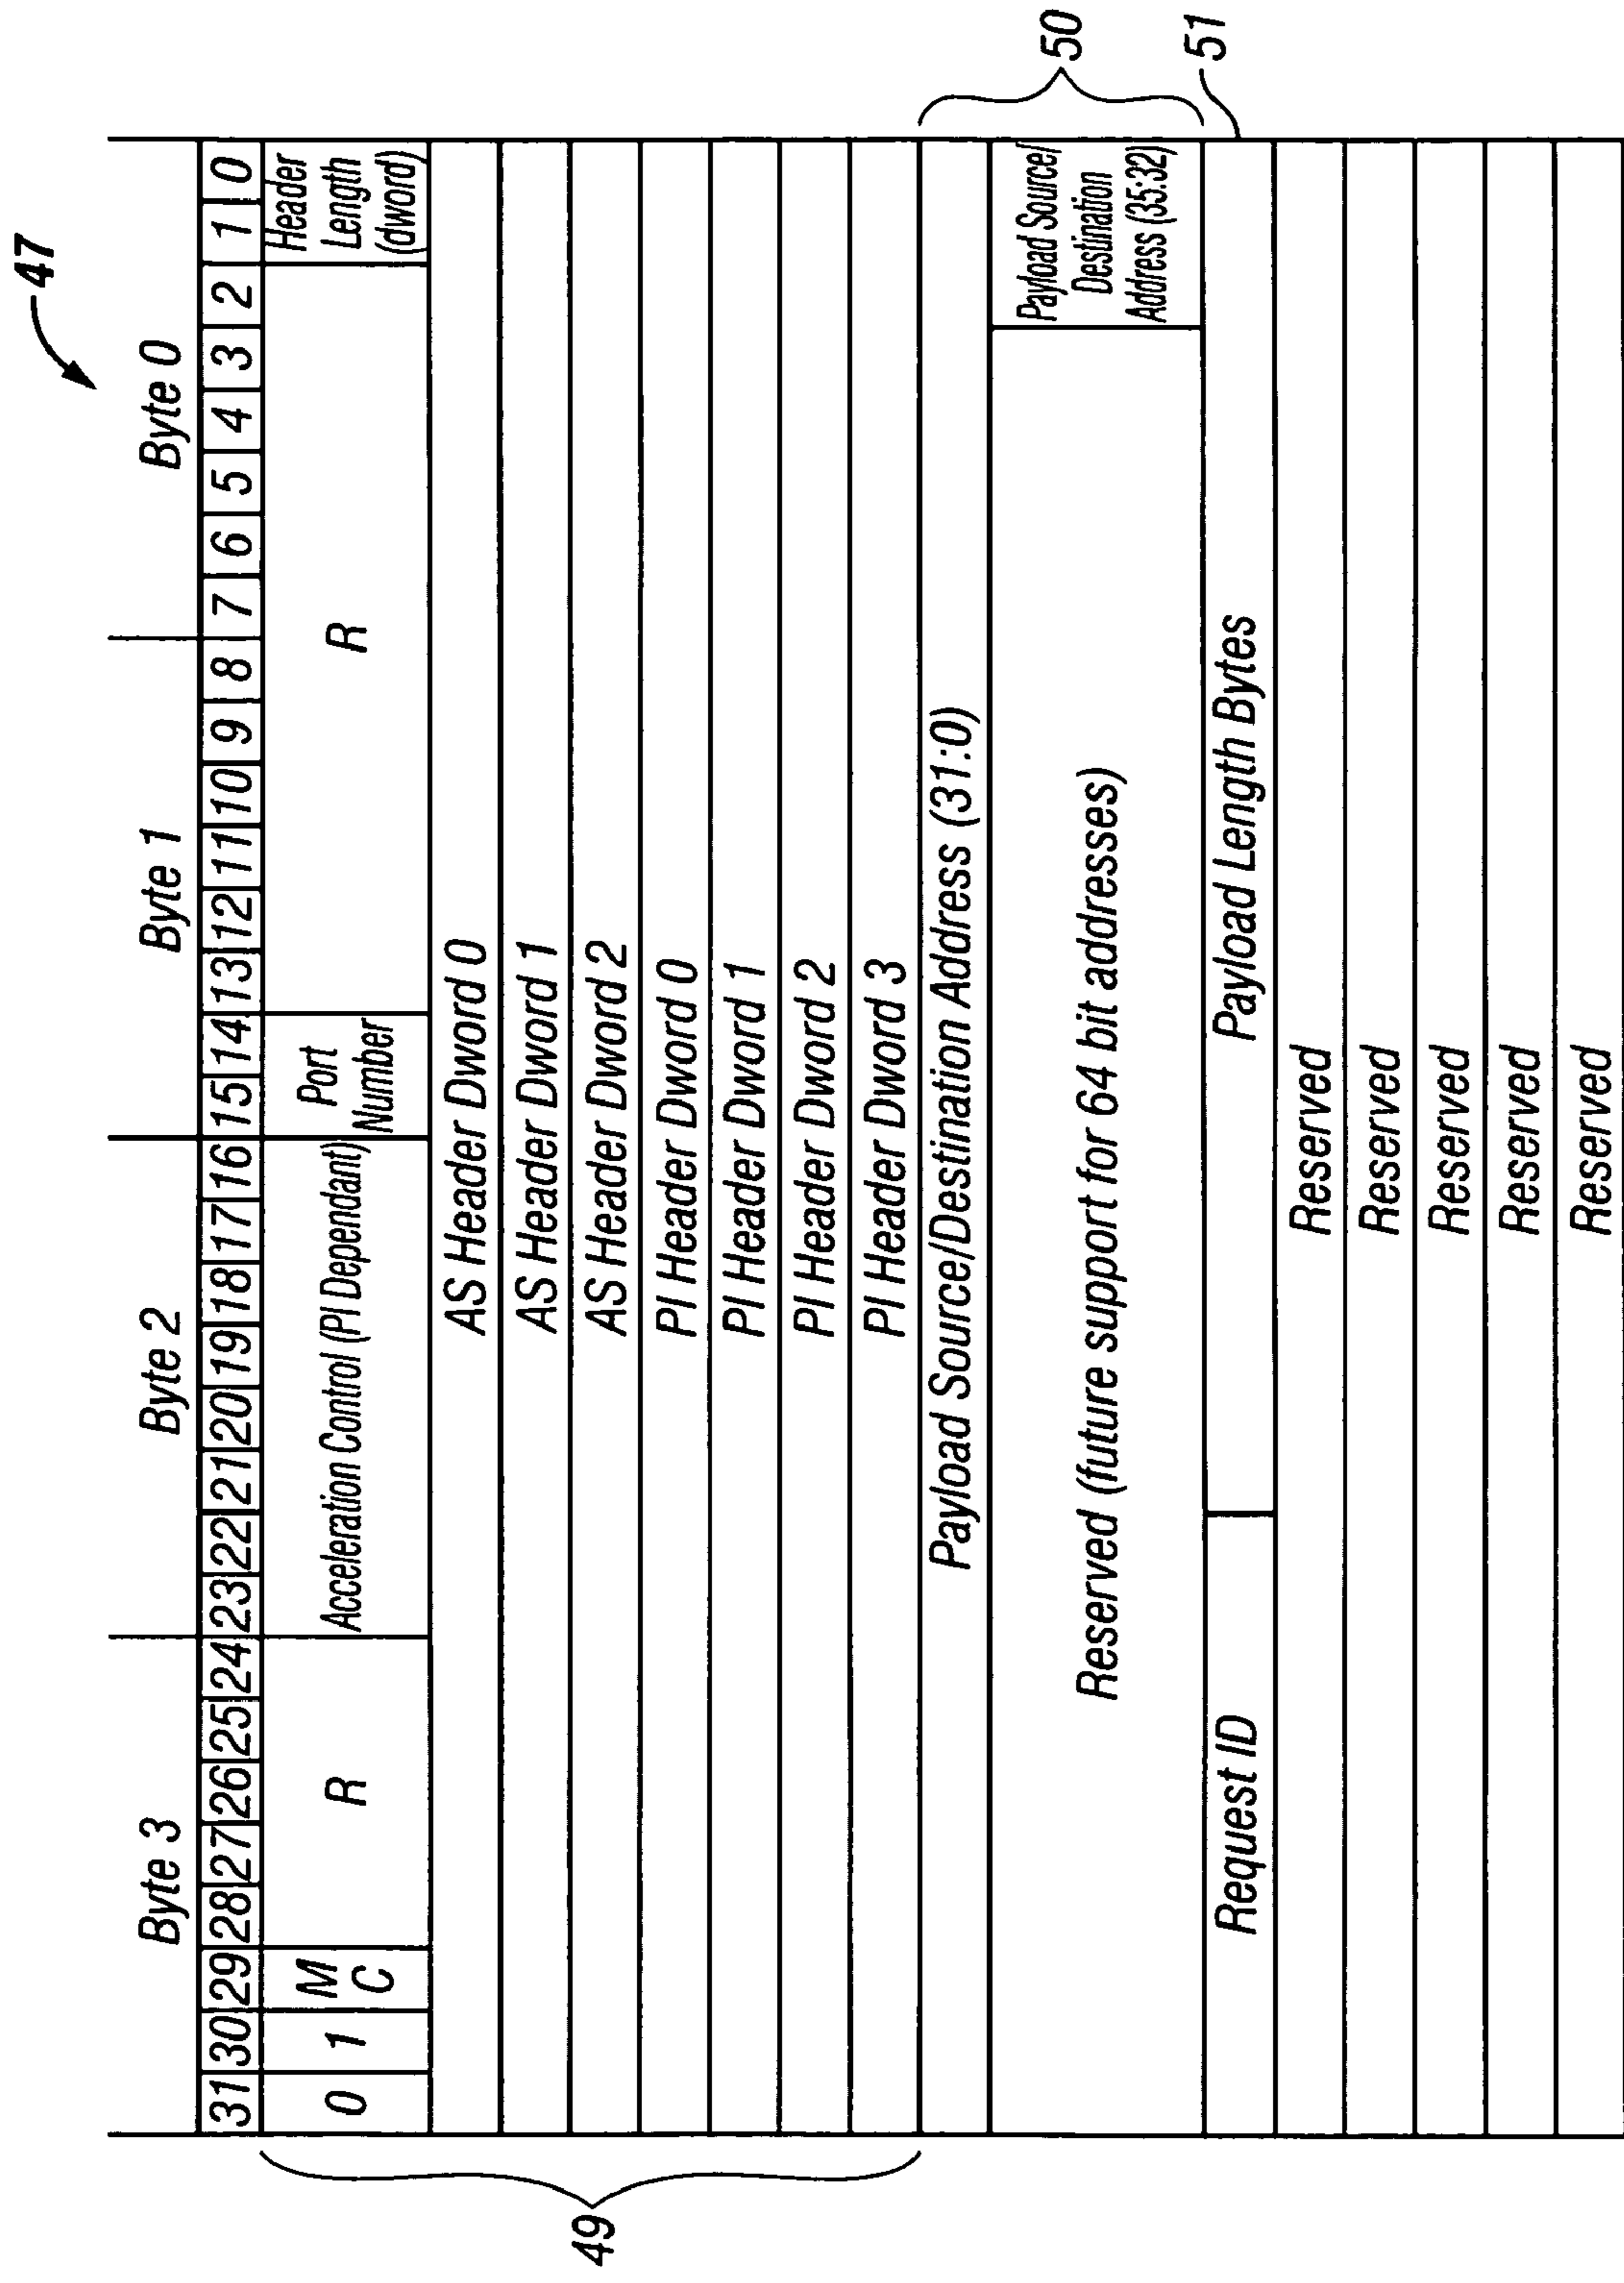 47
Byte 3 Byte 2 Byte 1 Byte 0
31 30 29 28 27 26 25 24 23 22 21 20 19 18 17 16 15 14 13 12 11 10 9 8 7 6 5 4 3 2 1 0
0 1 M C R Acceleration Control (PI Dependant) Port Number R Header Length (dword)
AS Header Dword 0
AS Header Dword 1
AS Header Dword 2
PI Header Dword 0
PI Header Dword 1
PI Header Dword 2
PI Header Dword 3
49
Payload Source/Destination Address (31:0)
Reserved (future support for 64 bit addresses)
Payload Source/
Destination
Address (35:32)
50
Request ID Payload Length Bytes
51
Reserved
Reserved
Reserved
Reserved
Reserved